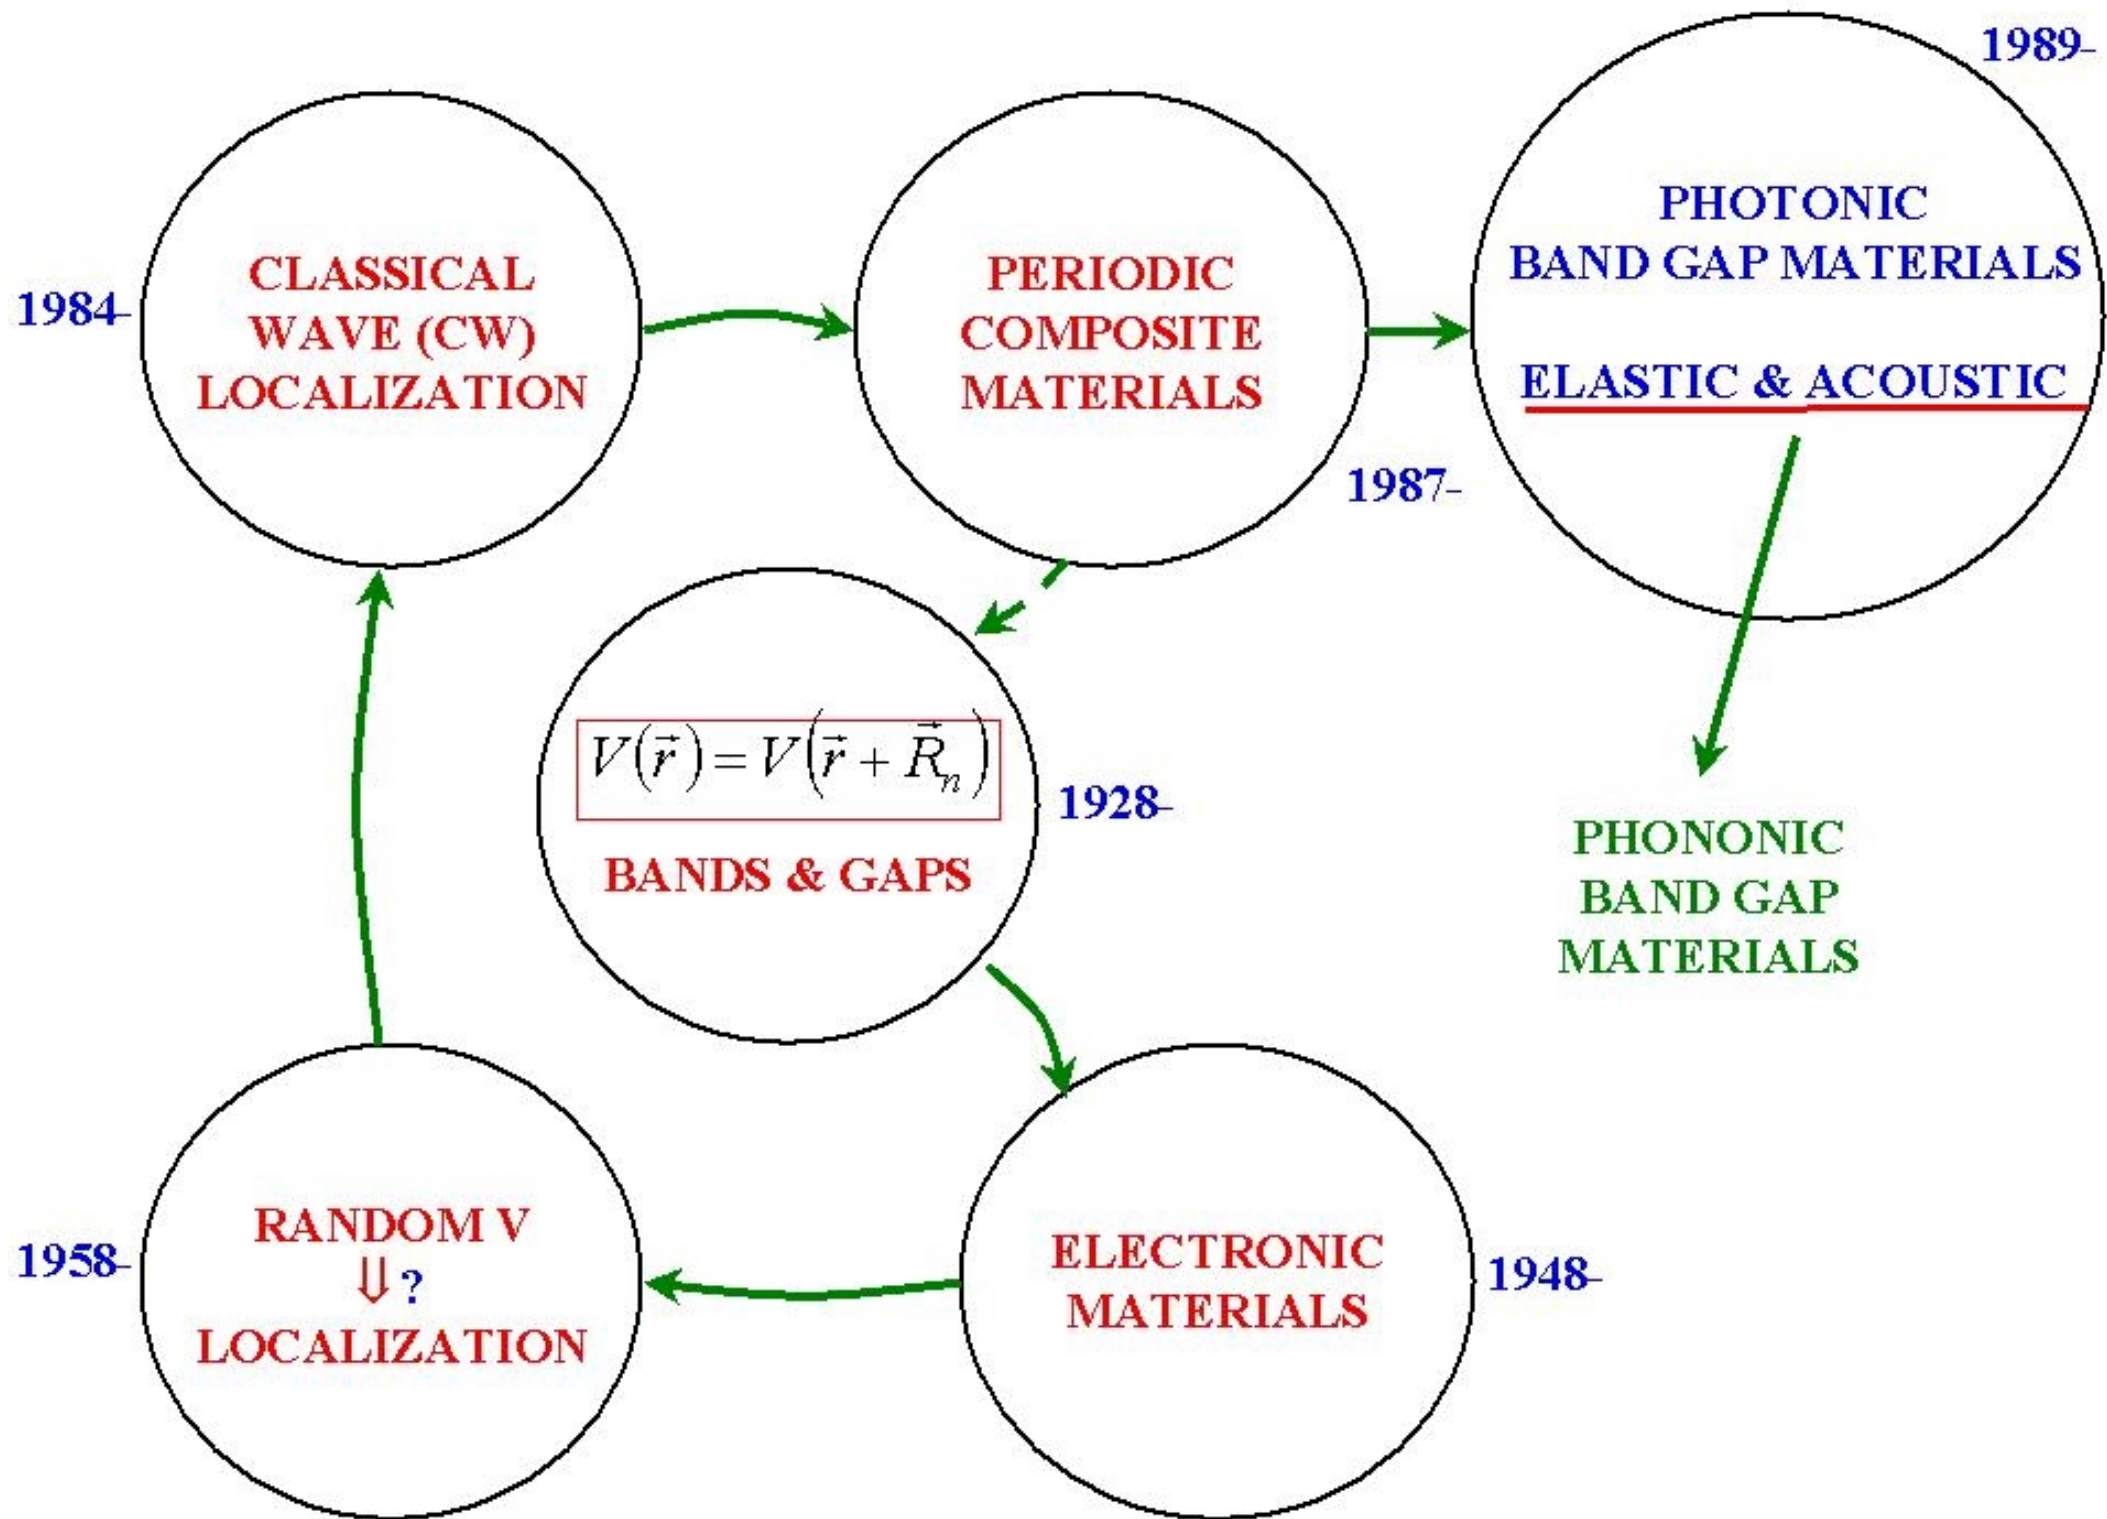 1989-
PHOTONIC
BAND GAP MATERIALS
ELASTIC & ACOUSTIC
1984-
CLASSICAL
WAVE (CW)
LOCALIZATION
PERIODIC
COMPOSITE
MATERIALS
1987-
V(r⃗) = V(r⃗ + R⃗ₙ)
BANDS & GAPS
1928-
PHONONIC
BAND GAP
MATERIALS
1958-
RANDOM V
⇓?
LOCALIZATION
ELECTRONIC
MATERIALS
1948-